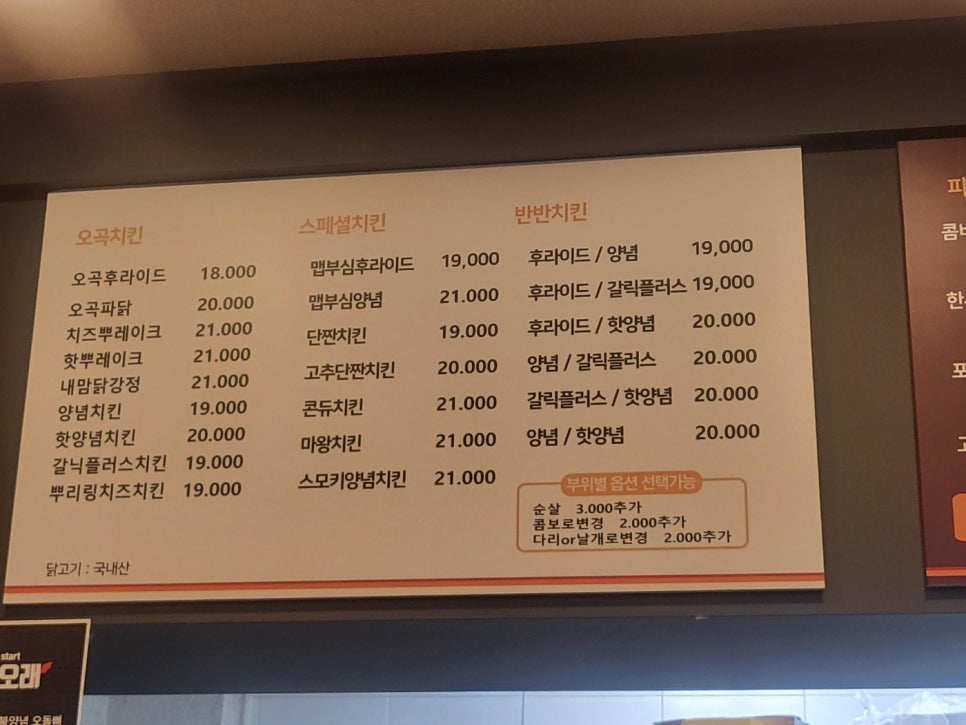 오곡치킨
오곡후라이드 18.000
오곡파닭 20.000
치즈뿌레이크 21.000
핫뿌레이크 21.000
내맘닭강정 21.000
양념치킨 19.000
핫양념치킨 20.000
갈닉플러스치킨 19.000
뿌리링치즈치킨 19.000
닭고기 : 국내산
스페셜치킨
맵부심후라이드 19,000
맵부심양념 21.000
단짠치킨 19.000
고추단짠치킨 20.000
콘듀치킨 21.000
마왕치킨 21.000
스모키양념치킨 21.000
반반치킨
후라이드 / 양념 19,000
후라이드 / 갈릭플러스 19,000
후라이드 / 핫양념 20.000
양념 / 갈릭플러스 20.000
갈릭플러스 / 핫양념 20.000
양념 / 핫양념 20.000
부위별 옵션 선택가능
순살 3.000추가
콤보로변경 2.000추가
다리or날개로변경 2.000추가
start
오래
불양념 오돌뼈